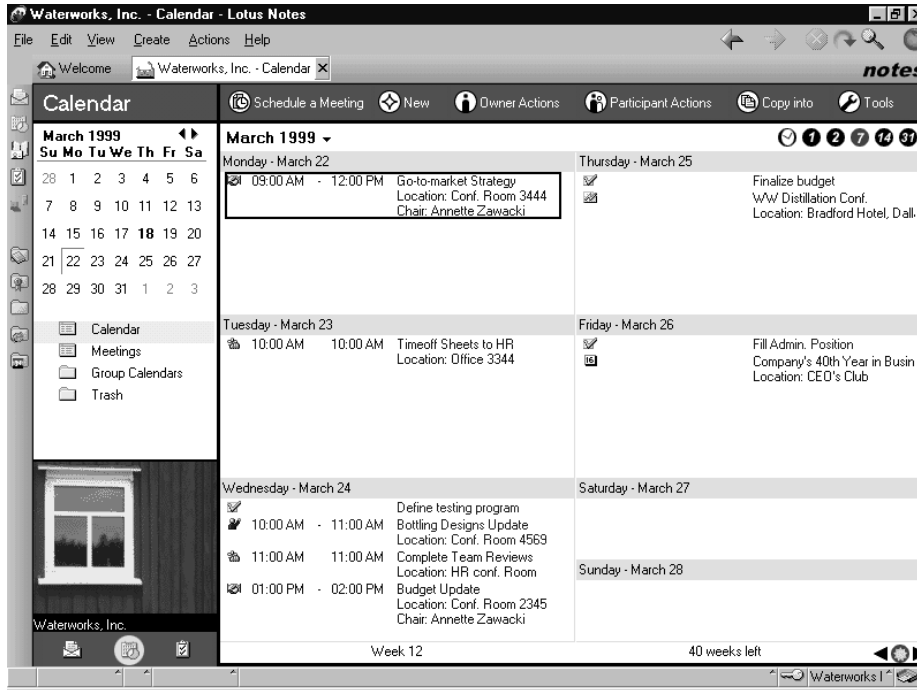 Waterworks, Inc. - Calendar - Lotus Notes
File Edit View Create Actions Help
Welcome Waterworks, Inc. - Calendar
notes
Calendar
Schedule a Meeting New Owner Actions Participant Actions Copy into Tools
March 1999
Su Mo Tu We Th Fr Sa
28 1 2 3 4 5 6
7 8 9 10 11 12 13
14 15 16 17 18 19 20
21 22 23 24 25 26 27
28 29 30 31 1 2 3
Calendar
Meetings
Group Calendars
Trash
Waterworks, Inc.
March 1999
1 2 7 14 31
Monday - March 22
09:00 AM - 12:00 PM Go-to-market Strategy
Location: Conf. Room 3444
Chair: Annette Zawacki
Tuesday - March 23
10:00 AM 10:00 AM Timeoff Sheets to HR
Location: Office 3344
Wednesday - March 24
Define testing program
10:00 AM - 11:00 AM Bottling Designs Update
Location: Conf. Room 4569
11:00 AM 11:00 AM Complete Team Reviews
Location: HR conf. Room
01:00 PM - 02:00 PM Budget Update
Location: Conf. Room 2345
Chair: Annette Zawacki
Thursday - March 25
Finalize budget
WW Distillation Conf.
Location: Bradford Hotel, Dall
Friday - March 26
Fill Admin. Position
16 Company's 40th Year in Busin
Location: CEO's Club
Saturday - March 27
Sunday - March 28
Week 12 40 weeks left
Waterworks I